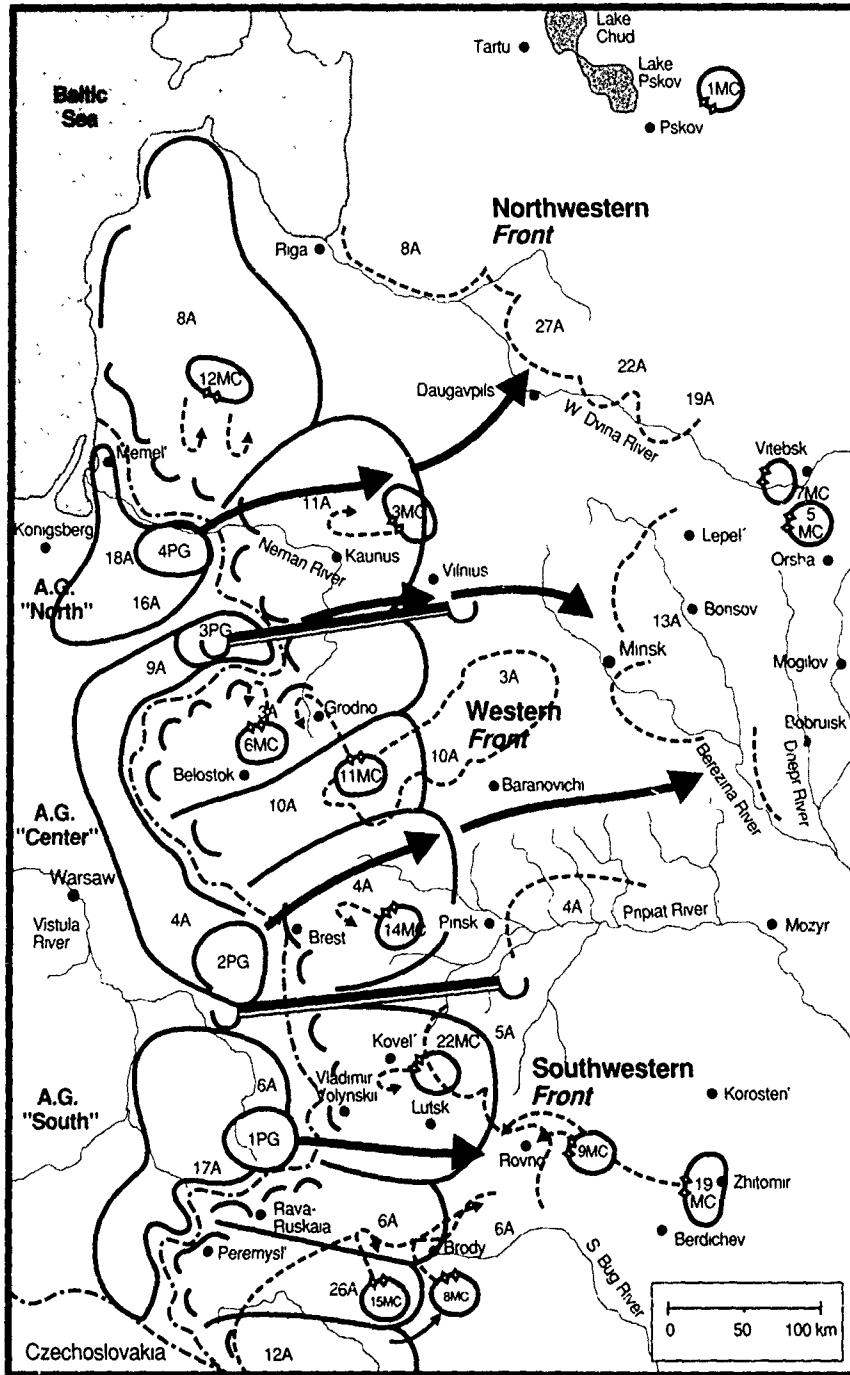 Lake
Chud
Tartu
Lake
Pskov
1MC
Baltic
Sea
Pskov
Northwestern
Front
Riga
8A
27A
8A
22A
12MC
Daugavpils
19A
W Dvina River
Memel'
Vitebsk
7MC
11A
3MC
5
MC
Konigsberg
18A
4PG
Neman River
Kaunus
Lepel'
Orsha
Vilnius
A.G.
"North"
16A
13A
Bonsov
3PG
9A
Minsk
Mogilov
3A
3A
Grodno
Western
Front
6MC
Bobruisk
Belostok
11MC
10A
Baranovichi
Berezina River
Dnepr River
10A
A.G.
"Center"
Warsaw
4A
4A
Pripiat River
Vistula
River
4A
Brest
14MC
Pinsk
Mozyr
2PG
5A
Kovel'
22MC
Southwestern
Front
A.G.
"South"
6A
Vladimir
Volynskii
Lutsk
Korosten'
1PG
Rovno
9MC
17A
19
MC
Zhitomir
Rava-
Ruskaia
6A
6A
Berdichev
Peremysl'
Brody
S Bug River
26A
15MC
8MC
0 50 100 km
Czechoslovakia
12A